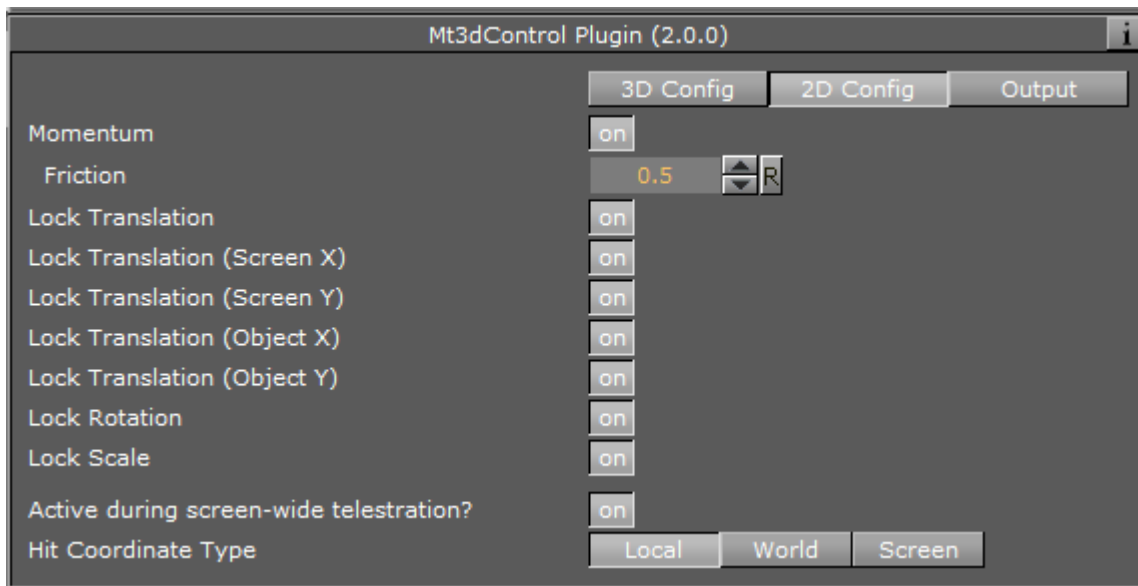 Mt3dControl Plugin (2.0.0) i
3D Config 2D Config Output
Momentum on
Friction 0.5 R
Lock Translation on
Lock Translation (Screen X) on
Lock Translation (Screen Y) on
Lock Translation (Object X) on
Lock Translation (Object Y) on
Lock Rotation on
Lock Scale on
Active during screen-wide telestration? on
Hit Coordinate Type Local World Screen